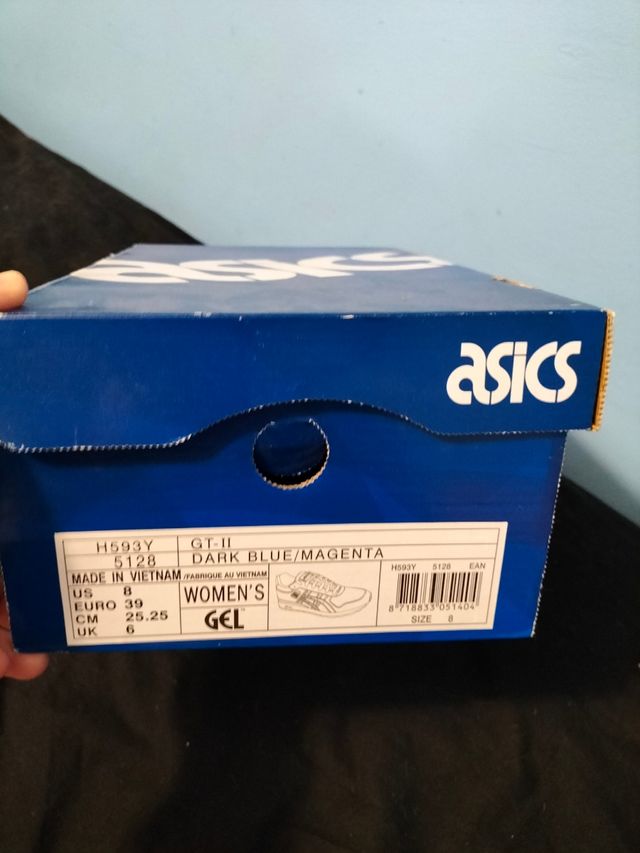 asics
asics
H593Y GT-II
5128 DARK BLUE/MAGENTA
MADE IN VIETNAM /FABRIQUE AU VIETNAM
US 8
EURO 39
CM 25.25
UK 6
WOMEN'S
GEL
H593Y 5128 EAN
8 718833 051404
SIZE 8